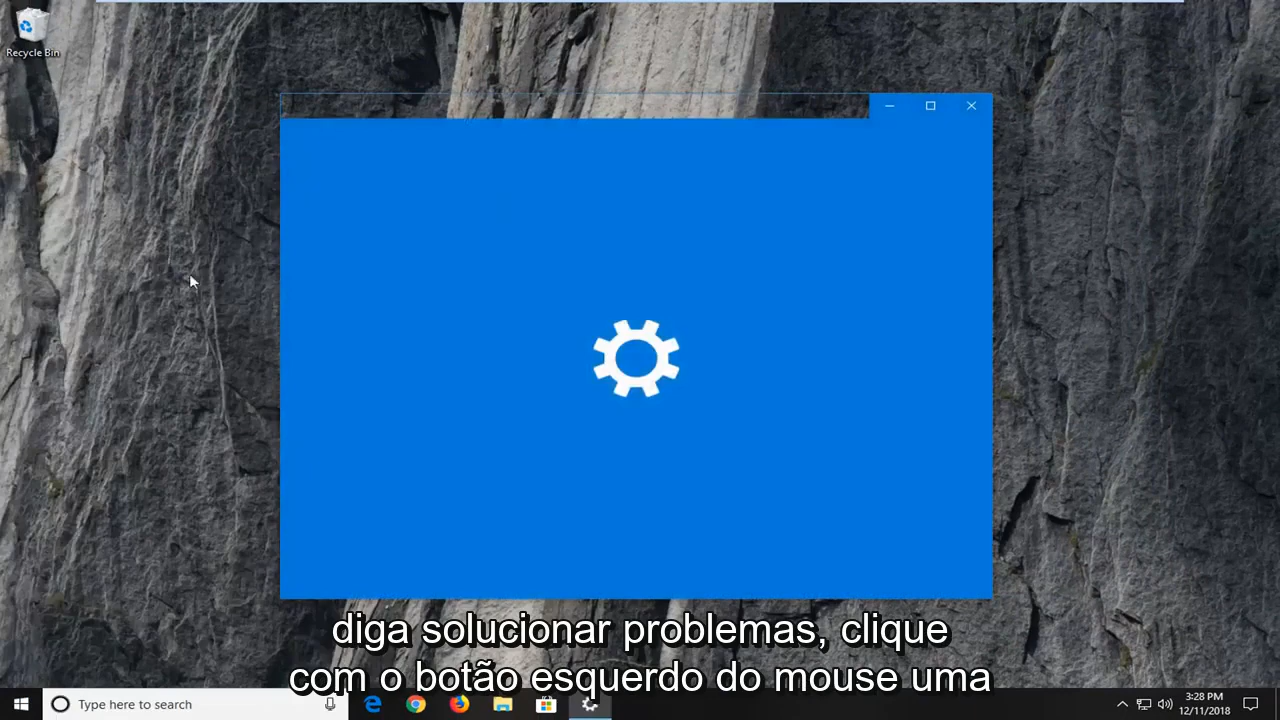 Recycle Bin
diga solucionar problemas, clique
com o botão esquerdo do mouse uma
Type here to search
3:28 PM
12/11/2018